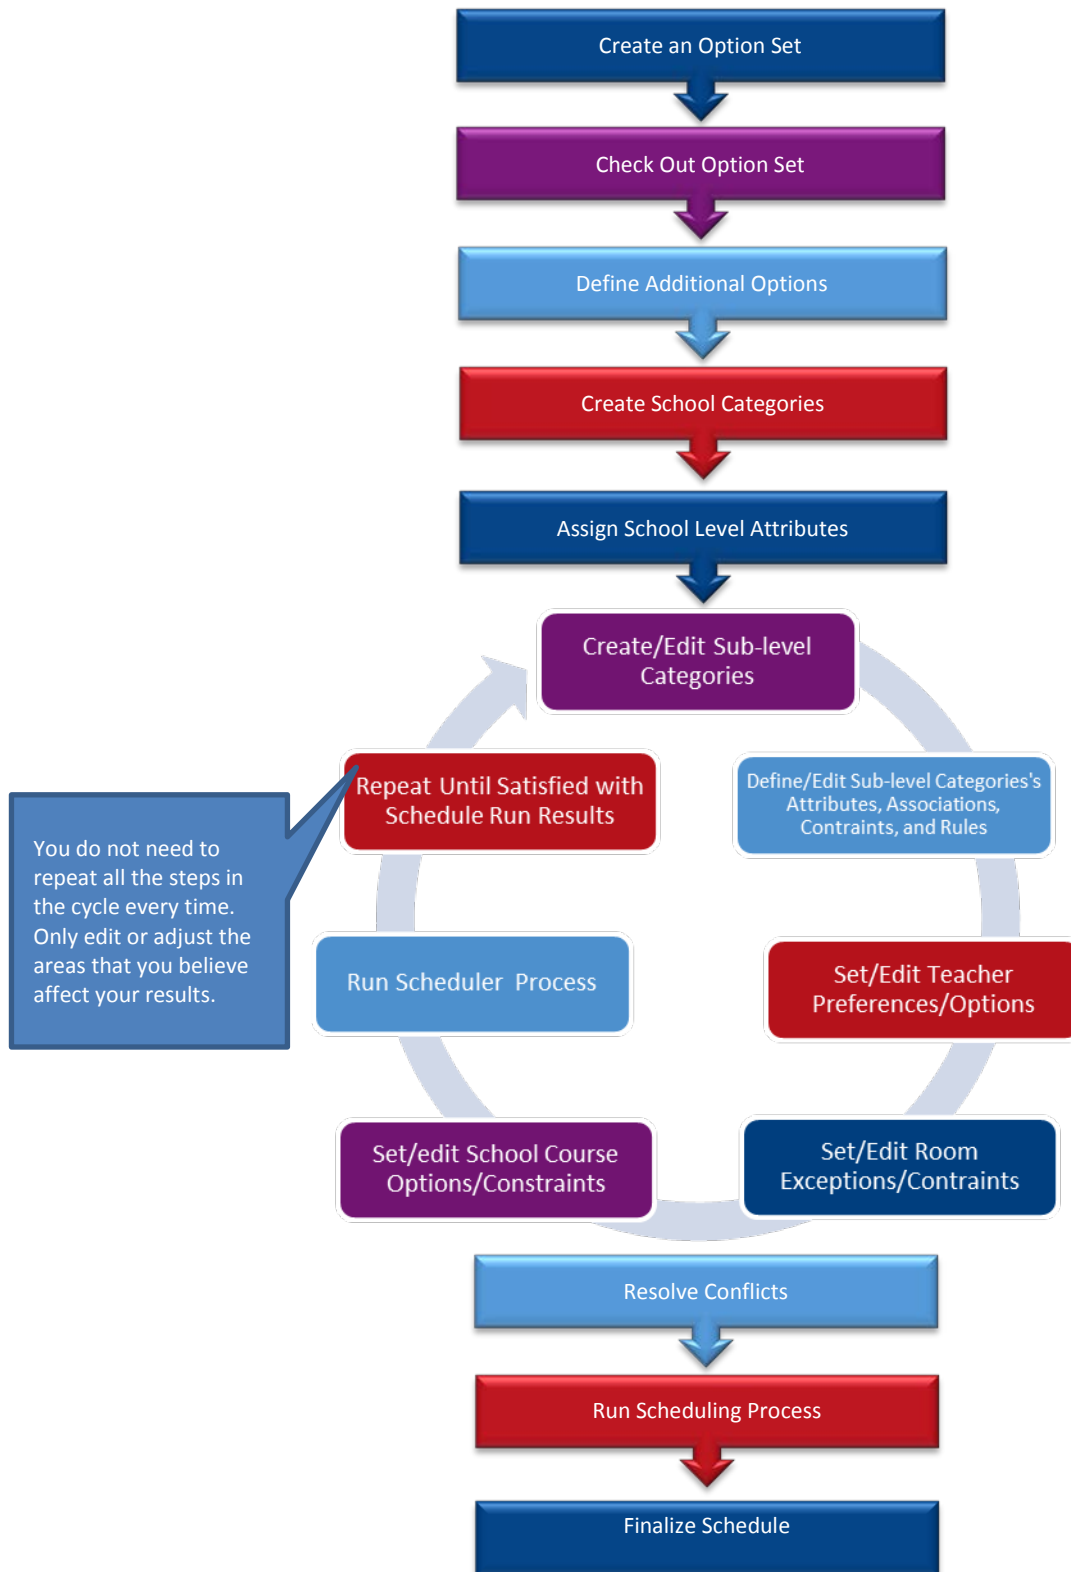 Create an Option Set
Check Out Option Set
Define Additional Options
Create School Categories
Assign School Level Attributes
Create/Edit Sub-level
Categories
Define/Edit Sub-level Categories's
Attributes, Associations,
Contraints, and Rules
Set/Edit Teacher
Preferences/Options
Set/Edit Room
Exceptions/Contraints
Set/edit School Course
Options/Constraints
Run Scheduler  Process
Repeat Until Satisfied with
Schedule Run Results
You do not need to
repeat all the steps in
the cycle every time.
Only edit or adjust the
areas that you believe
affect your results.
Resolve Conflicts
Run Scheduling Process
Finalize Schedule